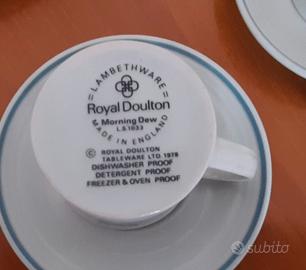 = LAMBETHWARE =
Royal Doulton
Morning Dew
L.S.1033
MADE IN ENGLAND
© ROYAL DOULTON
TABLEWARE LTD. 1978
DISHWASHER PROOF
DETERGENT PROOF
FREEZER & OVEN PROOF
subito